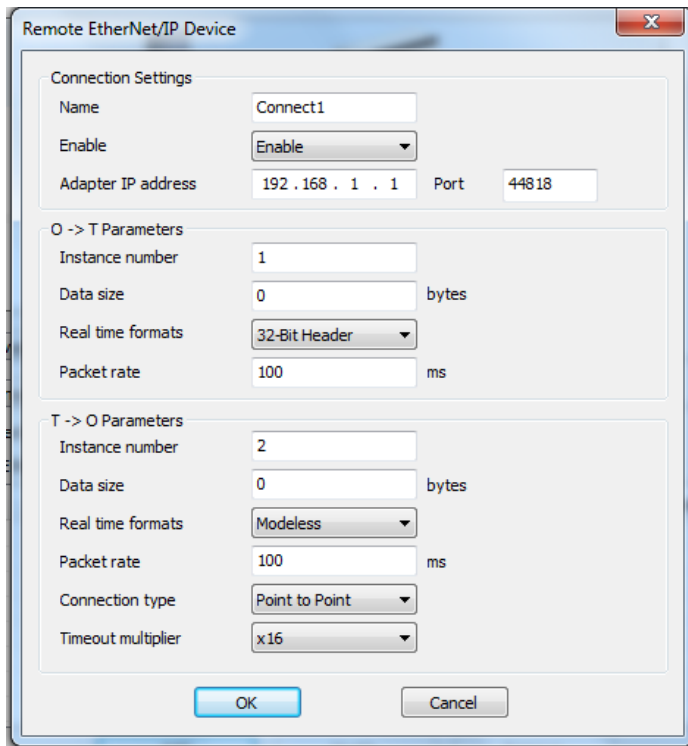 Remote EtherNet/IP Device
Connection Settings
Name Connect1
Enable Enable
Adapter IP address 192 . 168 . 1 . 1 Port 44818
O -> T Parameters
Instance number 1
Data size 0 bytes
Real time formats 32-Bit Header
Packet rate 100 ms
T -> O Parameters
Instance number 2
Data size 0 bytes
Real time formats Modeless
Packet rate 100 ms
Connection type Point to Point
Timeout multiplier x16
OK Cancel